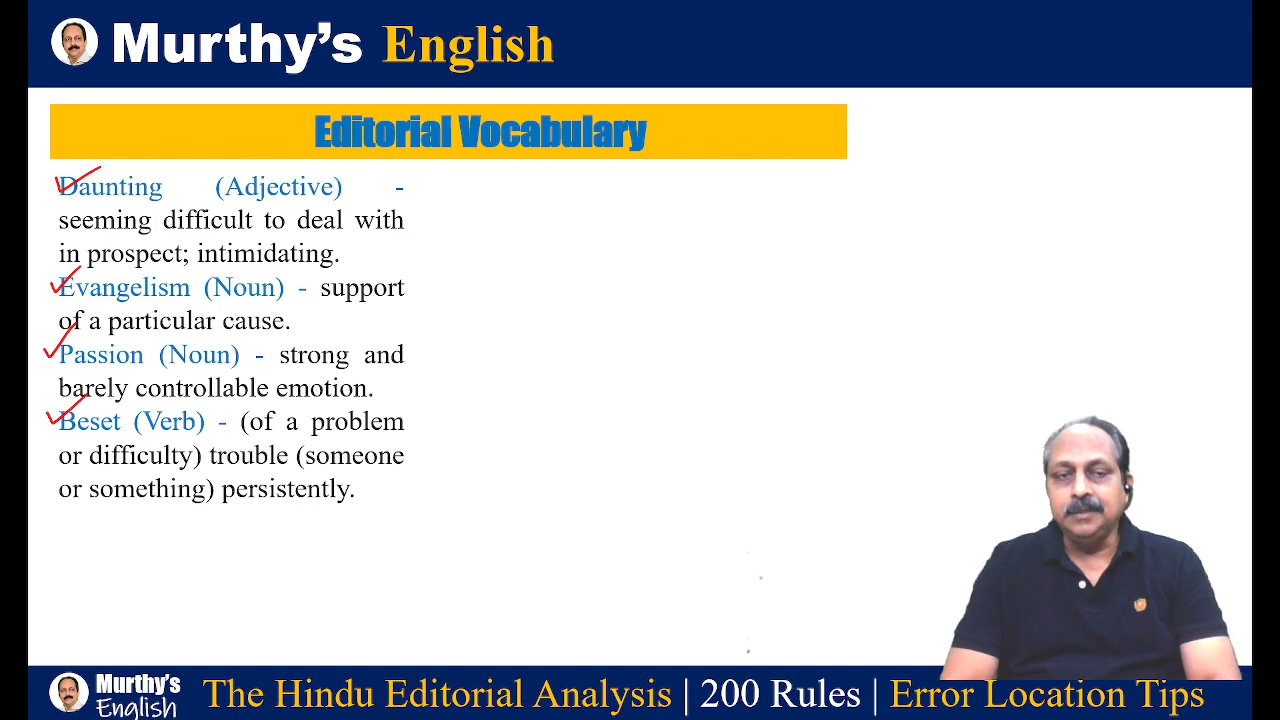 Murthy's English
Editorial Vocabulary
Daunting (Adjective) -
seeming difficult to deal with
in prospect; intimidating.
Evangelism (Noun) - support
of a particular cause.
Passion (Noun) - strong and
barely controllable emotion.
Beset (Verb) - (of a problem
or difficulty) trouble (someone
or something) persistently.
Murthy's
English
The Hindu Editorial Analysis | 200 Rules | Error Location Tips